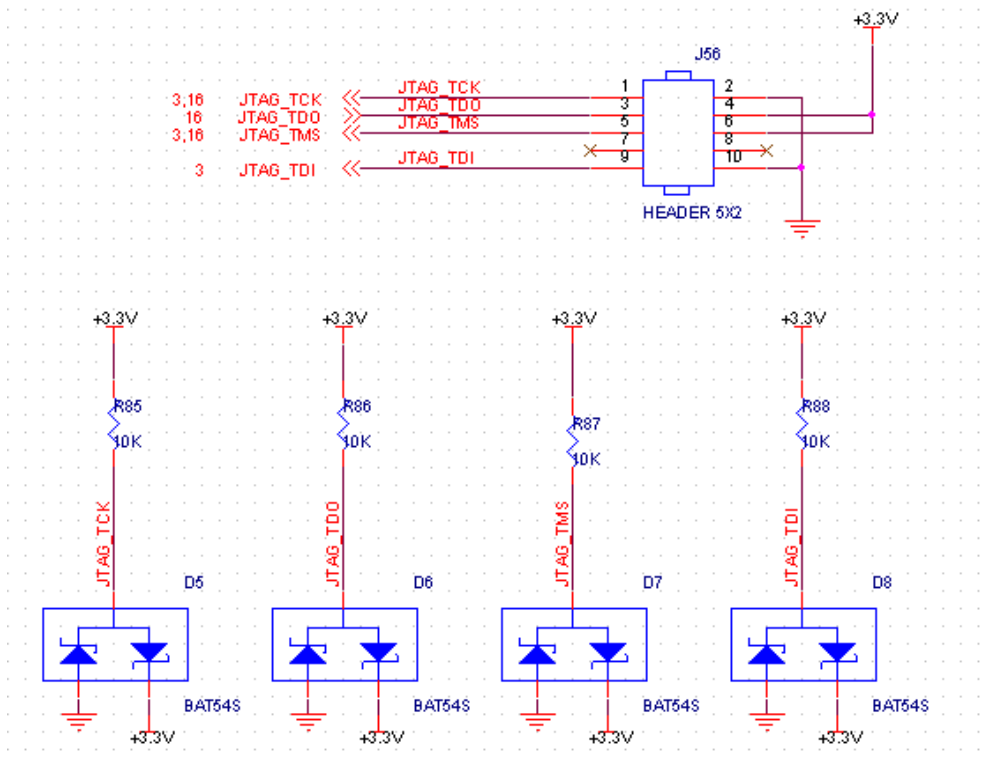 +3.3V
J56
3,16 JTAG_TCK JTAG_TCK 1 2
16 JTAG_TDO JTAG_TDO 3 4
3,16 JTAG_TMS JTAG_TMS 5 6
7 8
3 JTAG_TDI JTAG_TDI 9 10
HEADER 5X2
+3.3V +3.3V +3.3V +3.3V
R85 R86 R87 R88
10K 10K 10K 10K
JTAG_TCK JTAG_TDO JTAG_TMS JTAG_TDI
D5 D6 D7 D8
BAT54S BAT54S BAT54S BAT54S
+3.3V +3.3V +3.3V +3.3V